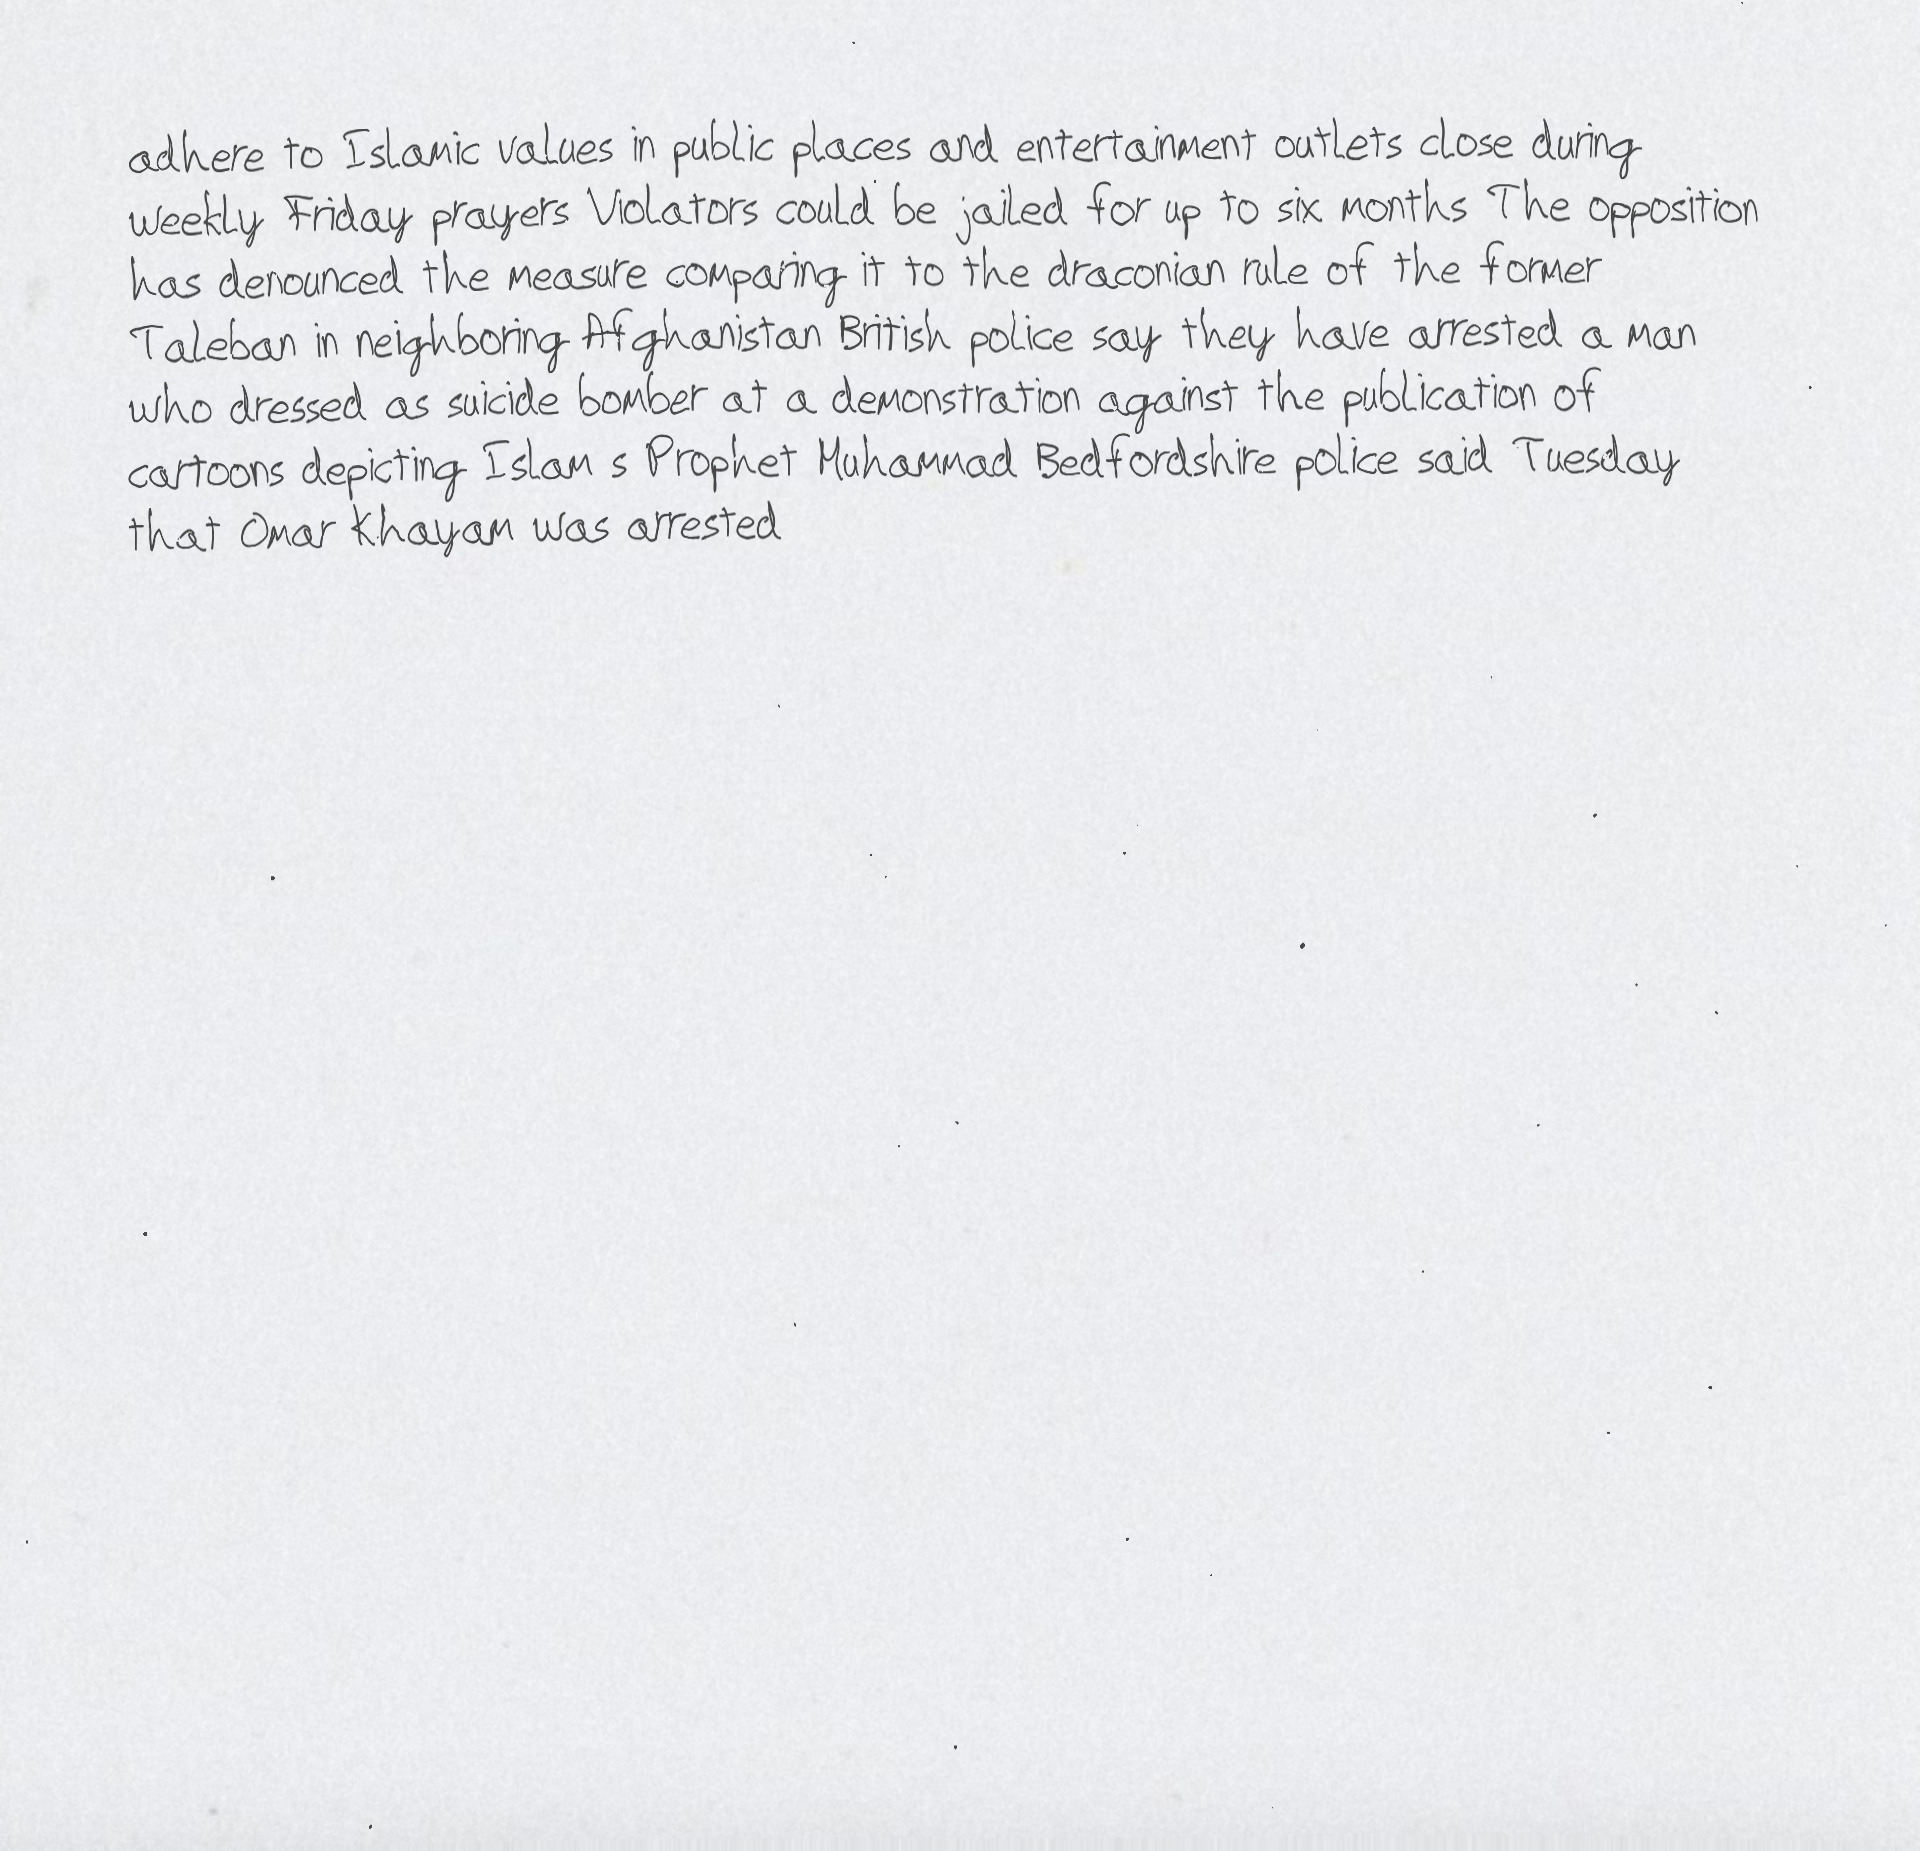 adhere to Islamic values in public places and entertainment outlets close during
weekly Friday prayers Violators could be jailed for up to six months The opposition
has denounced the measure comparing it to the draconian rule of the former
Taleban in neighboring Afghanistan British police say they have arrested a man
who dressed as suicide bomber at a demonstration against the publication of
cartoons depicting Islam s Prophet Muhammad Bedfordshire police said Tuesday
that Omar Khayam was arrested